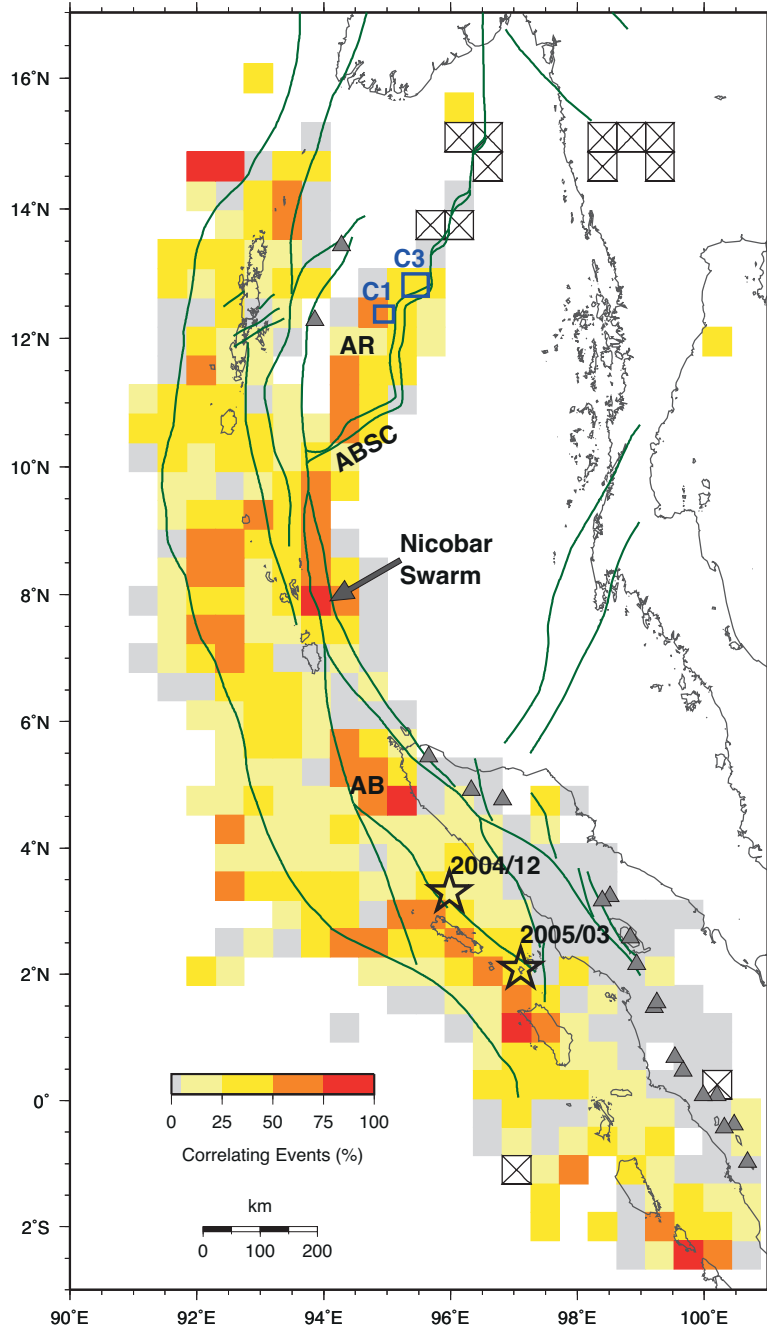 16˚N
14˚N
C3
C1
12˚N
AR
ABSC
10˚N
Nicobar
Swarm
8˚N
6˚N
AB
4˚N
2004/12
2005/03
2˚N
0˚
0 25 50 75 100
Correlating Events (%)
km
0 100 200
2˚S
90˚E 92˚E 94˚E 96˚E 98˚E 100˚E